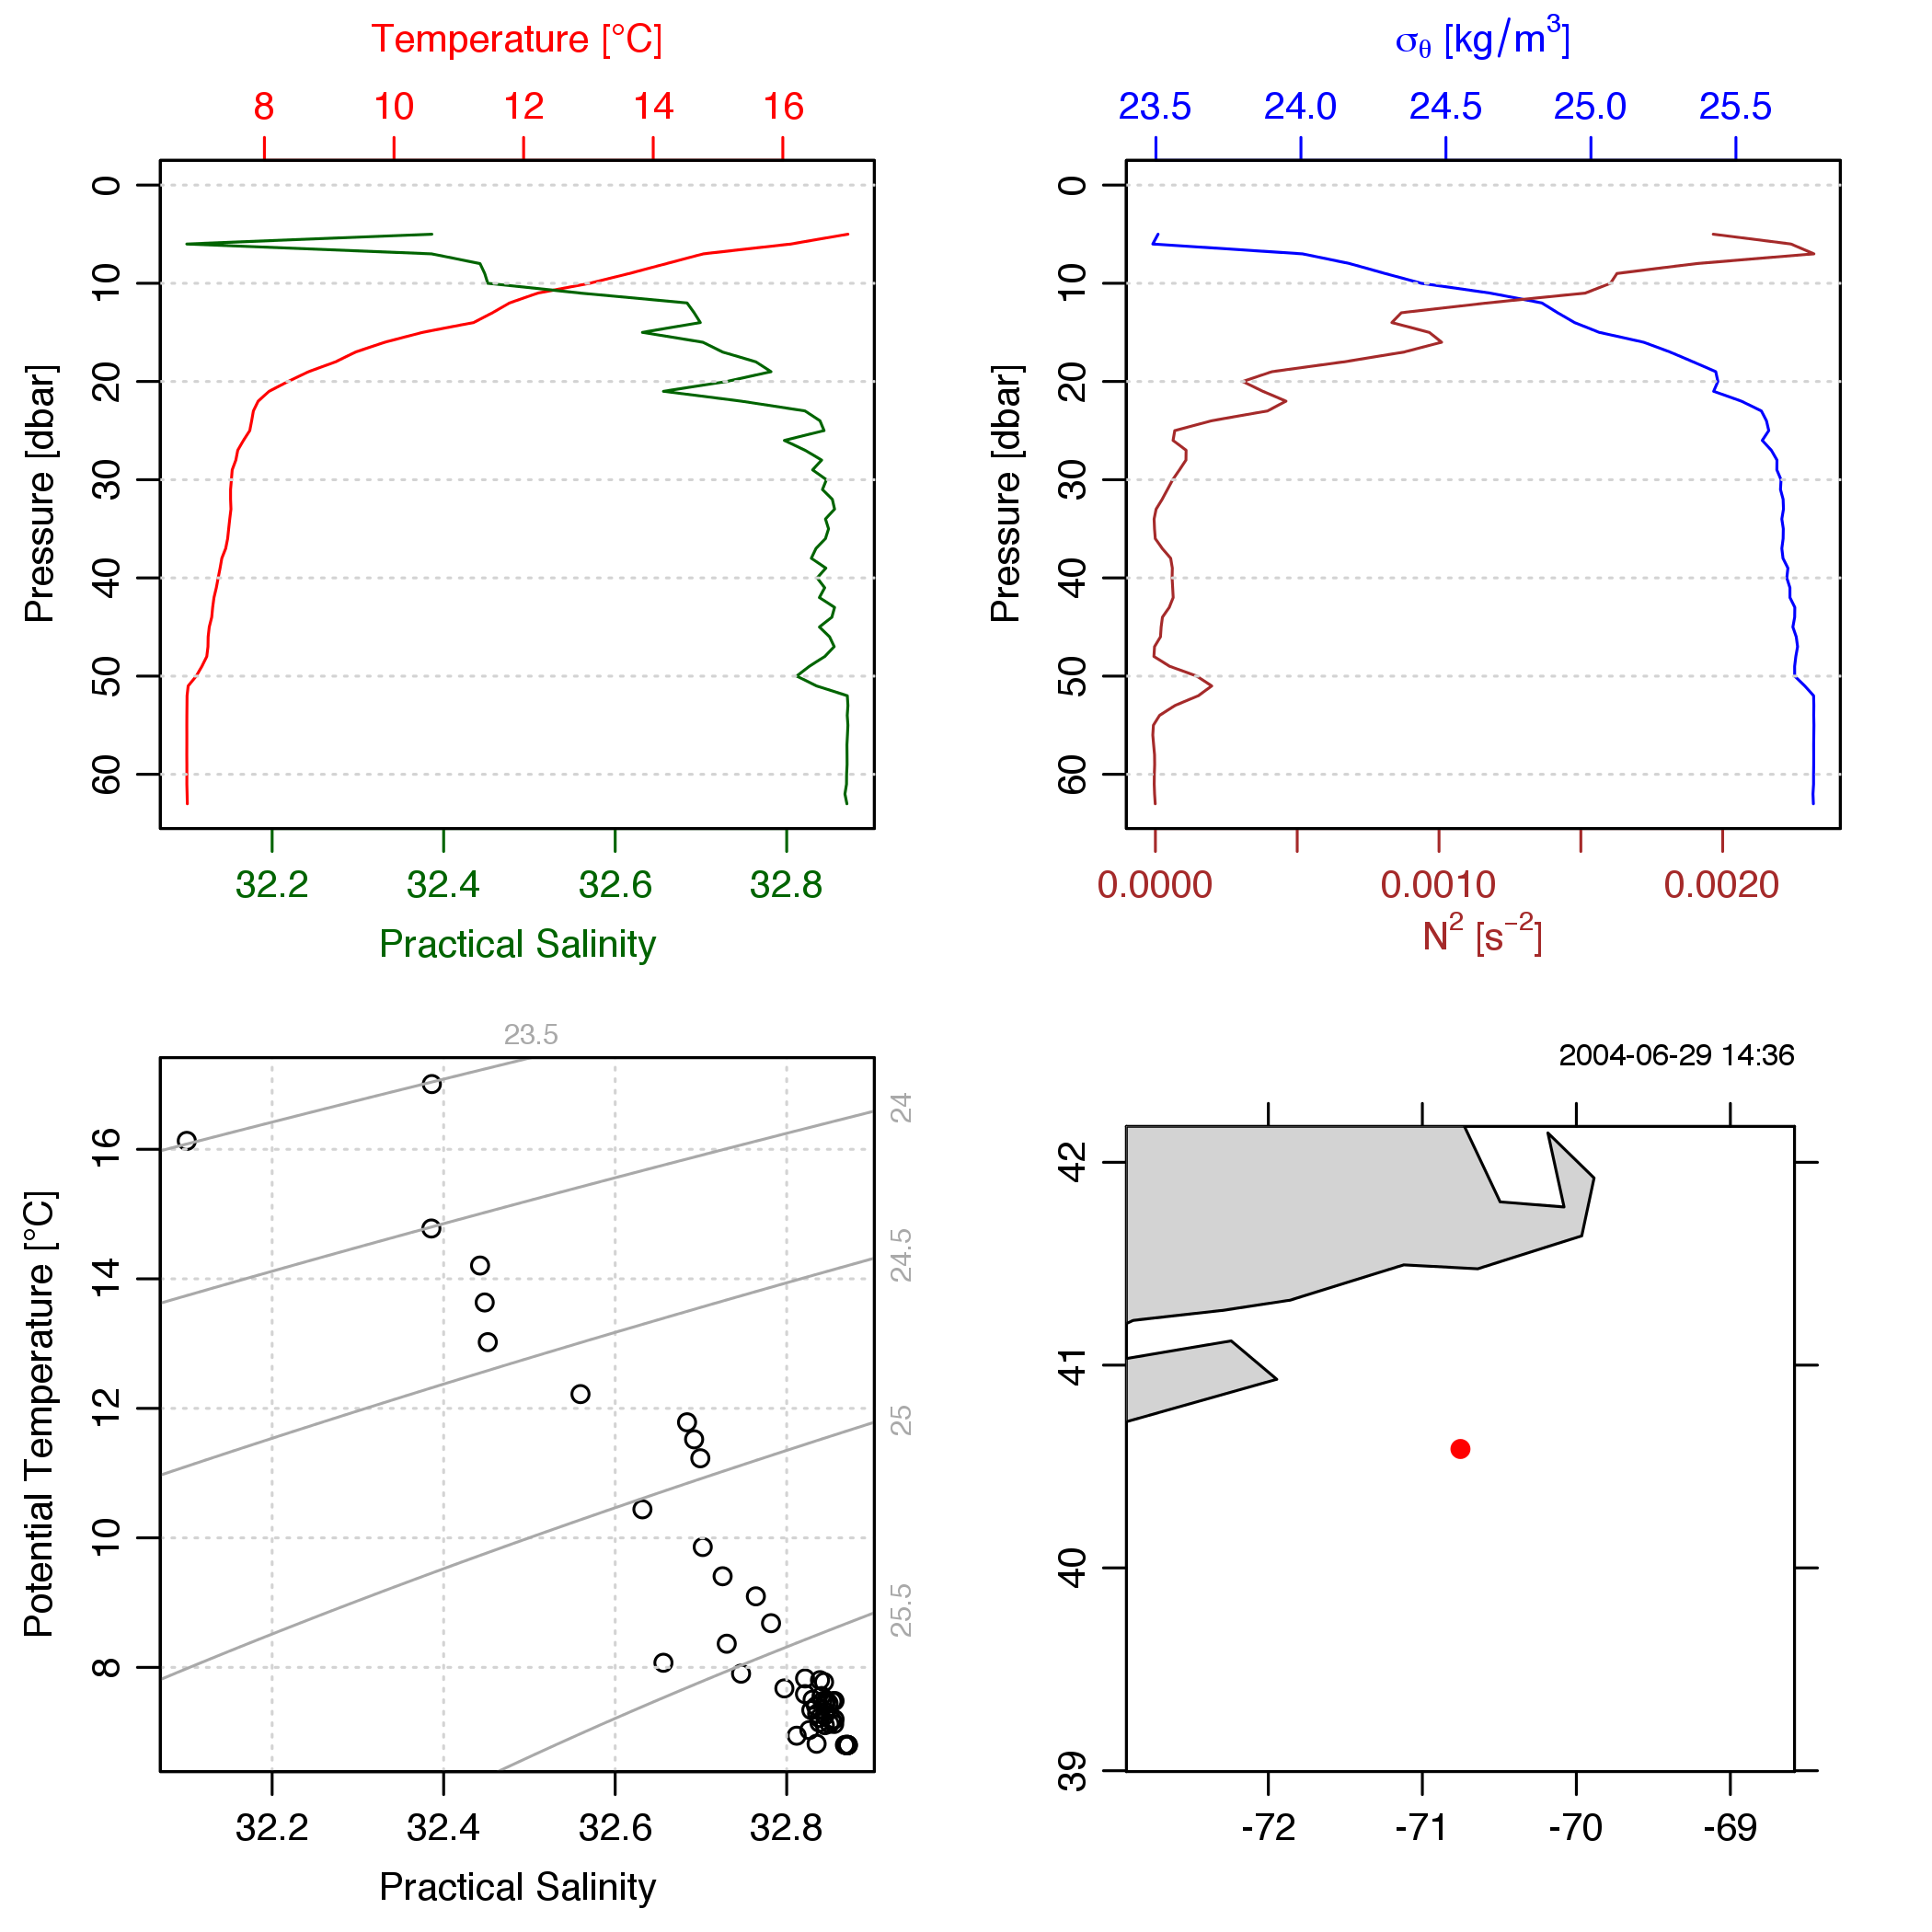 Temperature [°C]
8 10 12 14 16
0
10
20
30
40
50
60
Pressure [dbar]
32.2 32.4 32.6 32.8
Practical Salinity
σθ [kg/m³]
23.5 24.0 24.5 25.0 25.5
0
10
20
30
40
50
60
Pressure [dbar]
0.0000 0.0010 0.0020
N² [s⁻²]
23.5
24
24.5
25
25.5
16
14
12
10
8
Potential Temperature [°C]
32.2 32.4 32.6 32.8
Practical Salinity
2004-06-29 14:36
42
41
40
39
-72 -71 -70 -69